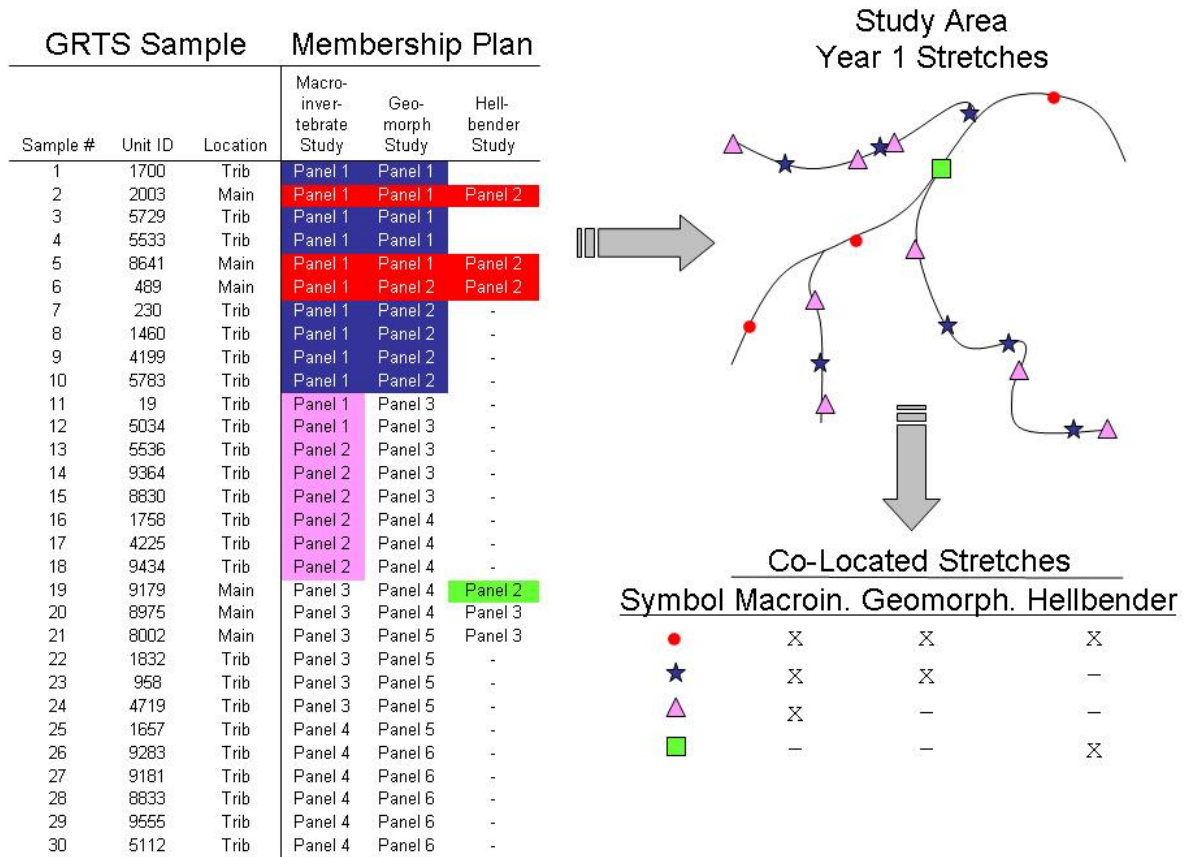 GRTS Sample Membership Plan
Sample # Unit ID Location Macro-inver-tebrate Study Geo-morph Study Hell-bender Study
1 1700 Trib Panel 1 Panel 1
2 2003 Main Panel 1 Panel 1 Panel 2
3 5729 Trib Panel 1 Panel 1
4 5533 Trib Panel 1 Panel 1
5 8641 Main Panel 1 Panel 1 Panel 2
6 489 Main Panel 1 Panel 2 Panel 2
7 230 Trib Panel 1 Panel 2 -
8 1460 Trib Panel 1 Panel 2 -
9 4199 Trib Panel 1 Panel 2 -
10 5783 Trib Panel 1 Panel 2 -
11 19 Trib Panel 1 Panel 3 -
12 5034 Trib Panel 1 Panel 3 -
13 5536 Trib Panel 2 Panel 3 -
14 9364 Trib Panel 2 Panel 3 -
15 8830 Trib Panel 2 Panel 3 -
16 1758 Trib Panel 2 Panel 4 -
17 4225 Trib Panel 2 Panel 4 -
18 9434 Trib Panel 2 Panel 4 -
19 9179 Main Panel 3 Panel 4 Panel 2
20 8975 Main Panel 3 Panel 4 Panel 3
21 8002 Main Panel 3 Panel 5 Panel 3
22 1832 Trib Panel 3 Panel 5 -
23 958 Trib Panel 3 Panel 5 -
24 4719 Trib Panel 3 Panel 5 -
25 1657 Trib Panel 4 Panel 5 -
26 9283 Trib Panel 4 Panel 6 -
27 9181 Trib Panel 4 Panel 6 -
28 8833 Trib Panel 4 Panel 6 -
29 9555 Trib Panel 4 Panel 6 -
30 5112 Trib Panel 4 Panel 6 -
Study Area
Year 1 Stretches
Co-Located Stretches
Symbol Macroin. Geomorph. Hellbender
X X X
X X –
X – –
– – X